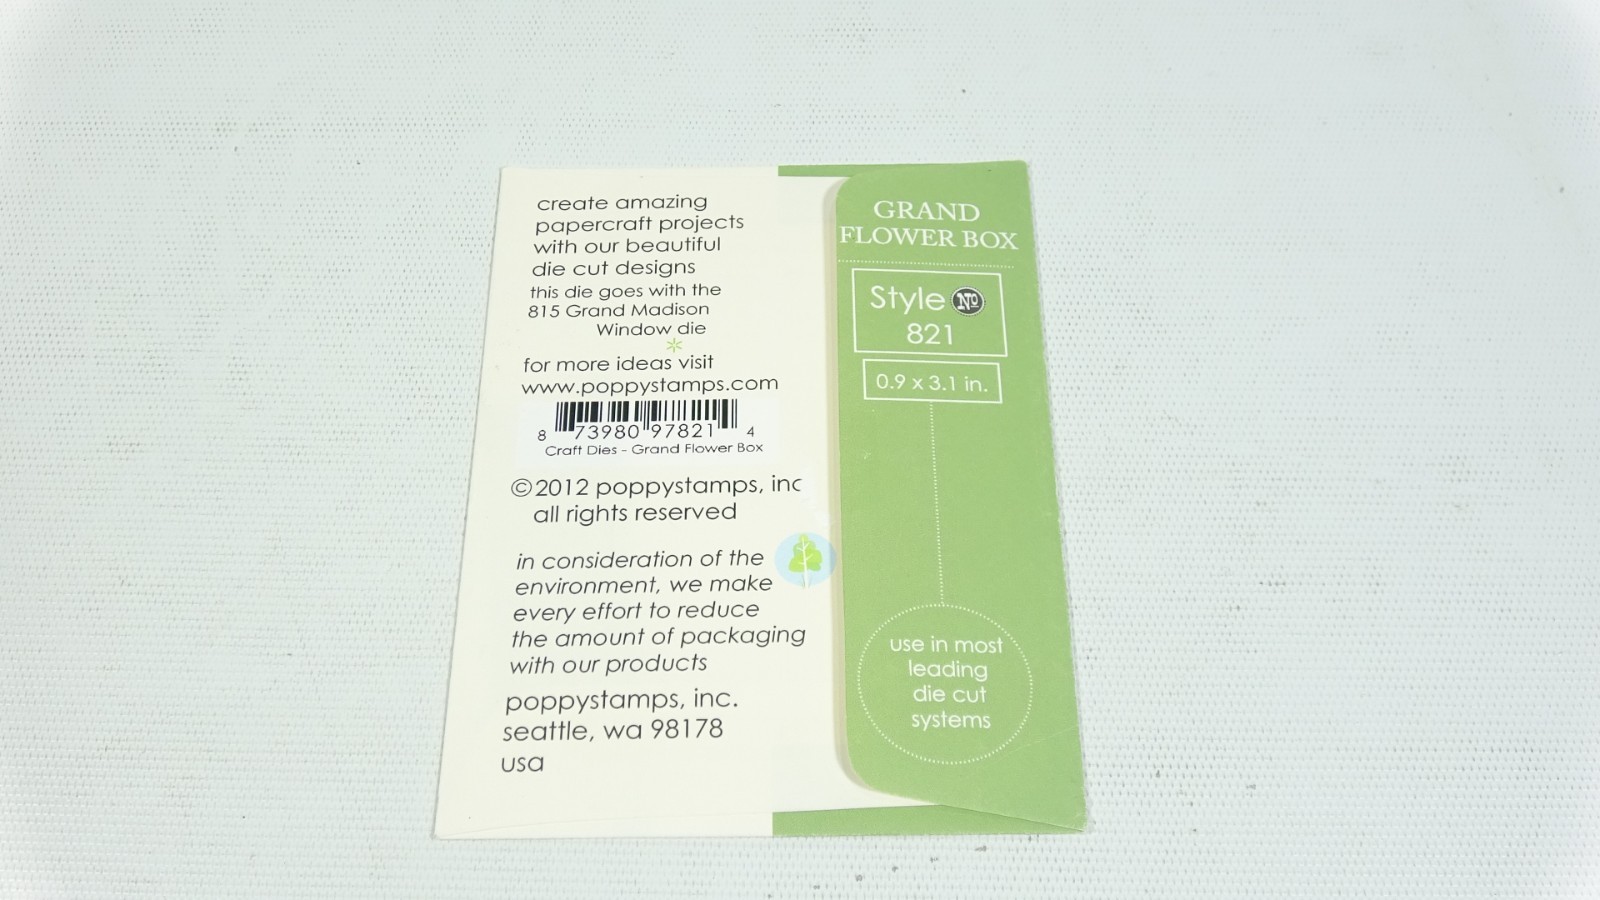 create amazing
papercraft projects
with our beautiful
die cut designs
this die goes with the
815 Grand Madison
Window die
for more ideas visit
www.poppystamps.com
8 73980 97821 4
Craft Dies - Grand Flower Box
©2012 poppystamps, inc
all rights reserved
in consideration of the
environment, we make
every effort to reduce
the amount of packaging
with our products
poppystamps, inc.
seattle, wa 98178
usa
GRAND
FLOWER BOX
Style No
821
0.9 x 3.1 in.
use in most
leading
die cut
systems